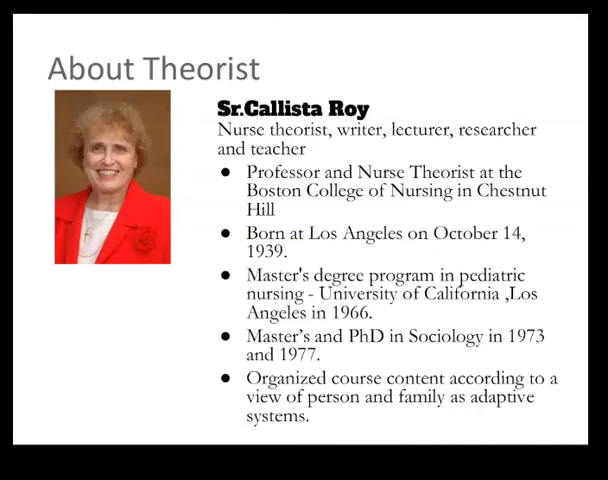 About Theorist
Sr.Callista Roy
Nurse theorist, writer, lecturer, researcher
and teacher
● Professor and Nurse Theorist at the
Boston College of Nursing in Chestnut
Hill
● Born at Los Angeles on October 14,
1939.
● Master's degree program in pediatric
nursing - University of California ,Los
Angeles in 1966.
● Master's and PhD in Sociology in 1973
and 1977.
● Organized course content according to a
view of person and family as adaptive
systems.